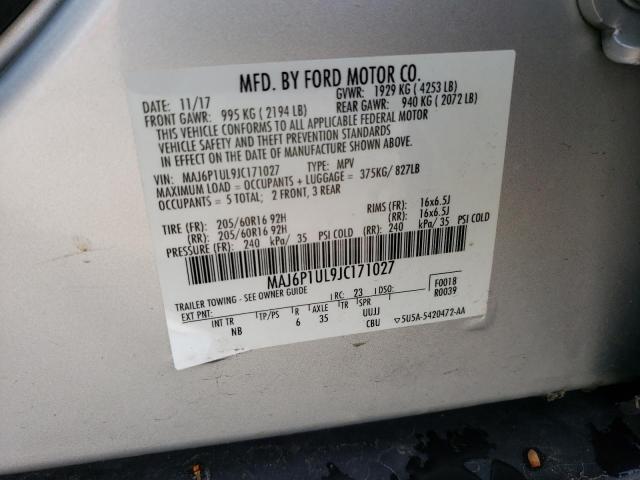 MFD. BY FORD MOTOR CO.
DATE: 11/17 GVWR: 1929 KG ( 4253 LB)
FRONT GAWR: 995 KG ( 2194 LB) REAR GAWR: 940 KG ( 2072 LB)
THIS VEHICLE CONFORMS TO ALL APPLICABLE FEDERAL MOTOR
VEHICLE SAFETY AND THEFT PREVENTION STANDARDS
IN EFFECT ON THE DATE OF MANUFACTURE SHOWN ABOVE.
VIN: MAJ6P1UL9JC171027 TYPE: MPV
MAXIMUM LOAD = OCCUPANTS + LUGGAGE = 375KG/ 827LB
OCCUPANTS = 5 TOTAL; 2 FRONT, 3 REAR
TIRE (FR): 205/60R16 92H RIMS (FR): 16x6.5J
(RR): 205/60R16 92H (RR): 16x6.5J
PRESSURE (FR): 240 kPa/ 35 PSI COLD (RR): 240 kPa/ 35 PSI COLD
MAJ6P1UL9JC171027
TRAILER TOWING - SEE OWNER GUIDE F0018
EXT PNT: RC: 23 DSO: R0039
INT TR TP/PS R AXLE TR SPR
NB 6 35 UUJJ
CBU ▽5U5A-5420472-AA